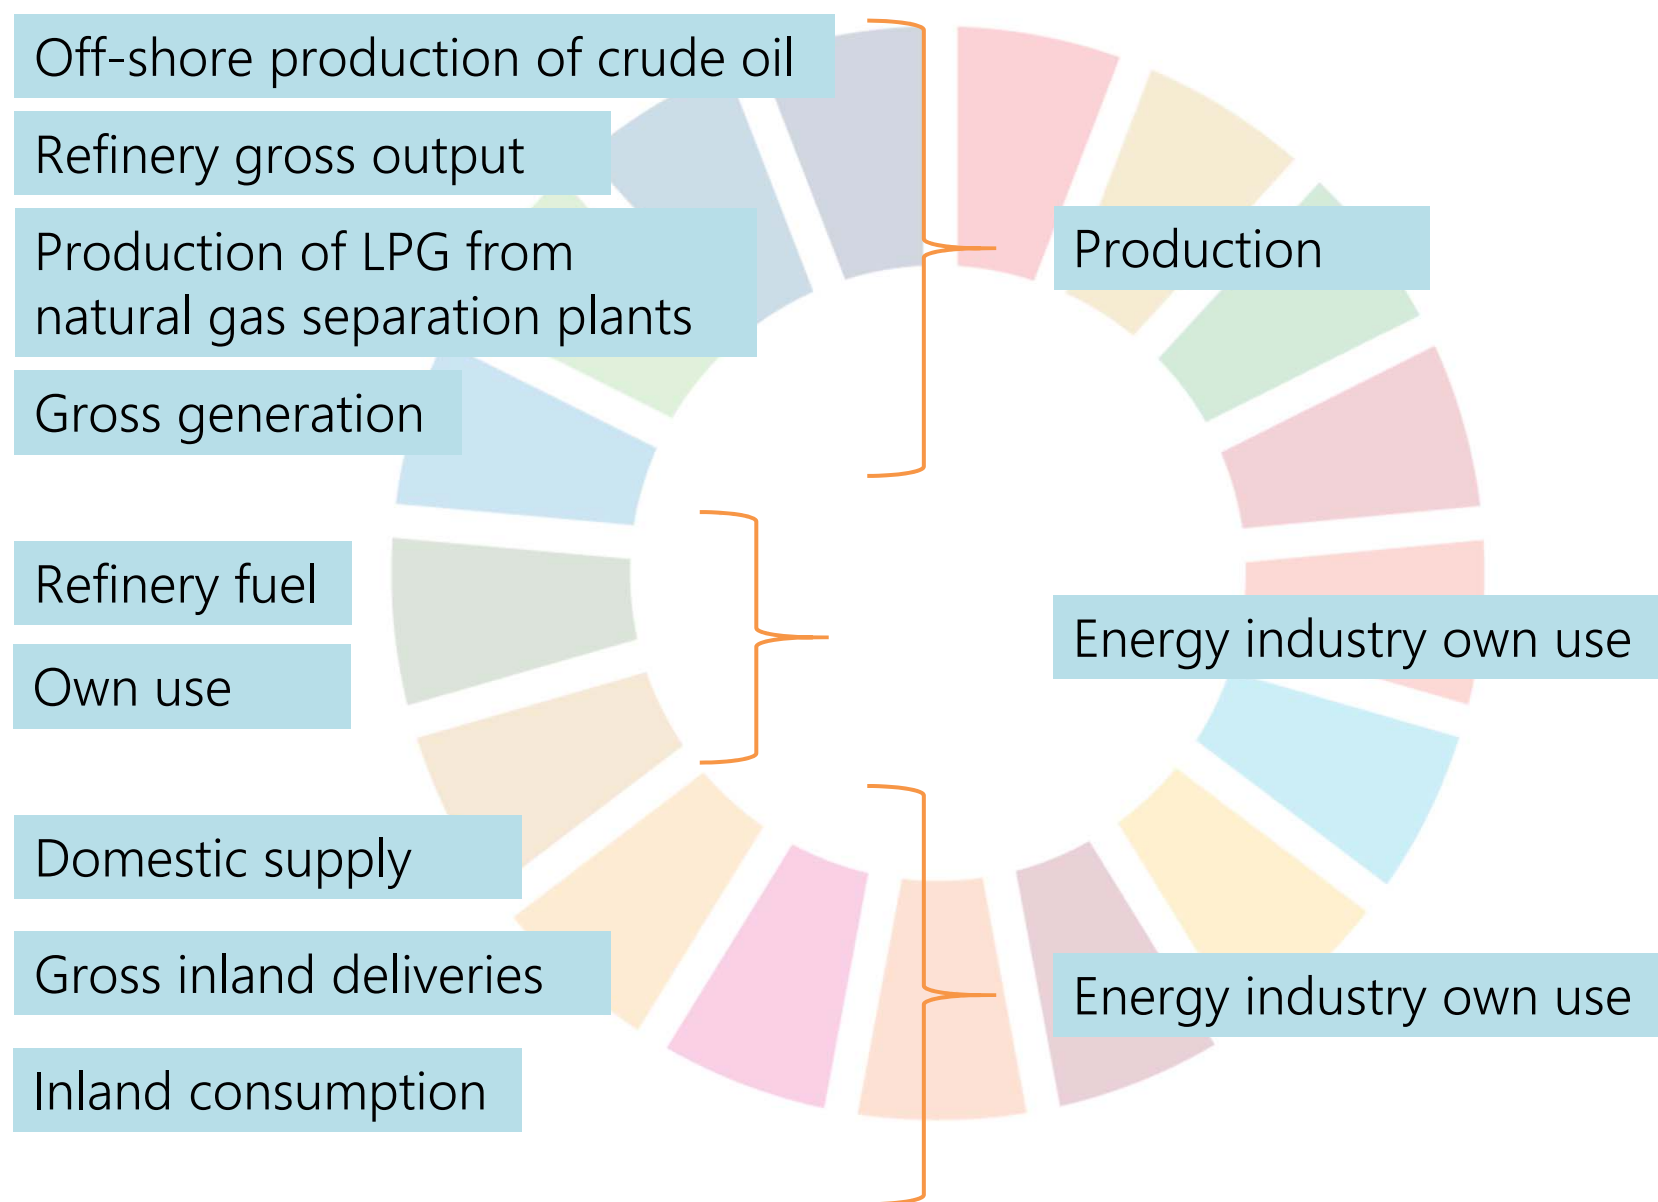 Off-shore production of crude oil
Refinery gross output
Production of LPG from
natural gas separation plants
Gross generation
Production
Refinery fuel
Own use
Energy industry own use
Domestic supply
Gross inland deliveries
Inland consumption
Energy industry own use